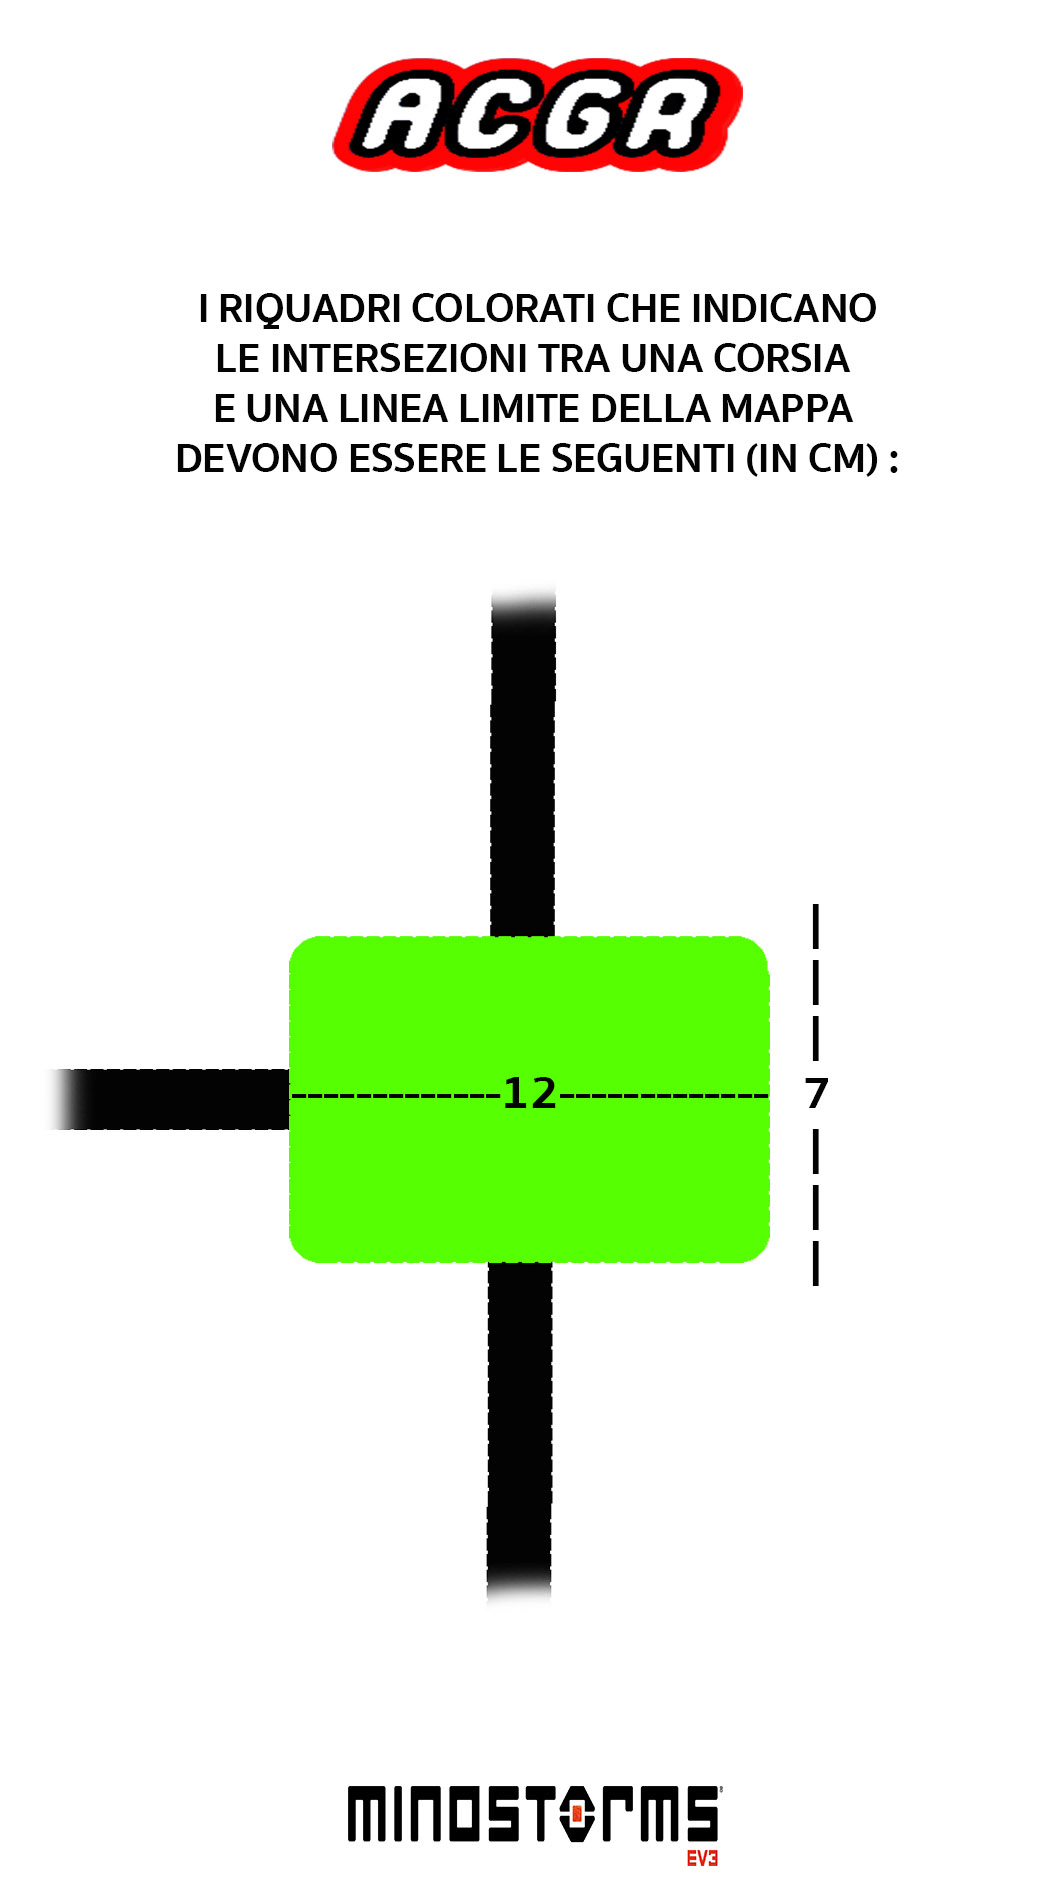 ACGR
I RIQUADRI COLORATI CHE INDICANO
LE INTERSEZIONI TRA UNA CORSIA
E UNA LINEA LIMITE DELLA MAPPA
DEVONO ESSERE LE SEGUENTI (IN CM) :
12
7
MINDSTORMS
EV3